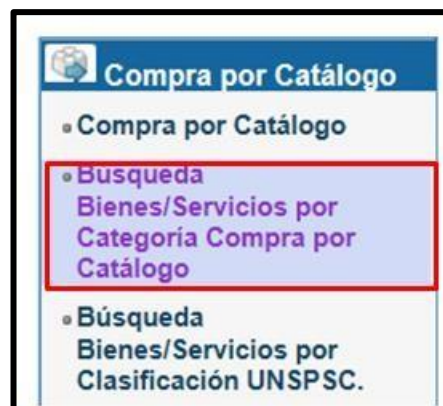 Compra por Catálogo
Compra por Catálogo
Búsqueda
Bienes/Servicios por
Categoría Compra por
Catálogo
Búsqueda
Bienes/Servicios por
Clasificación UNSPSC.